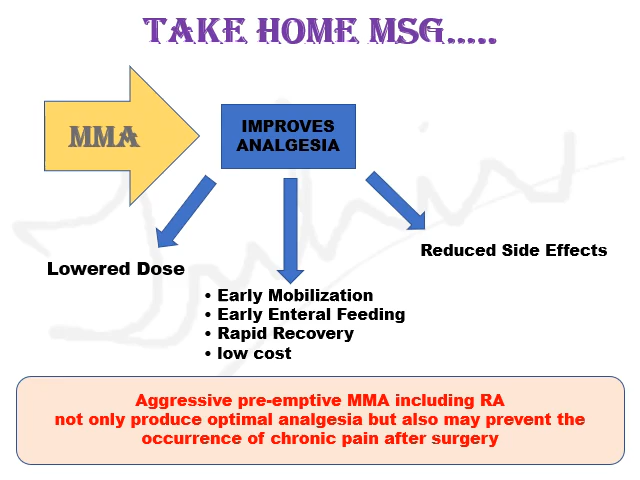 TAKE HOME MSG.....
MMA
IMPROVES
ANALGESIA
Lowered Dose
• Early Mobilization
• Early Enteral Feeding
• Rapid Recovery
• low cost
Reduced Side Effects
Aggressive pre-emptive MMA including RA
not only produce optimal analgesia but also may prevent the
occurrence of chronic pain after surgery